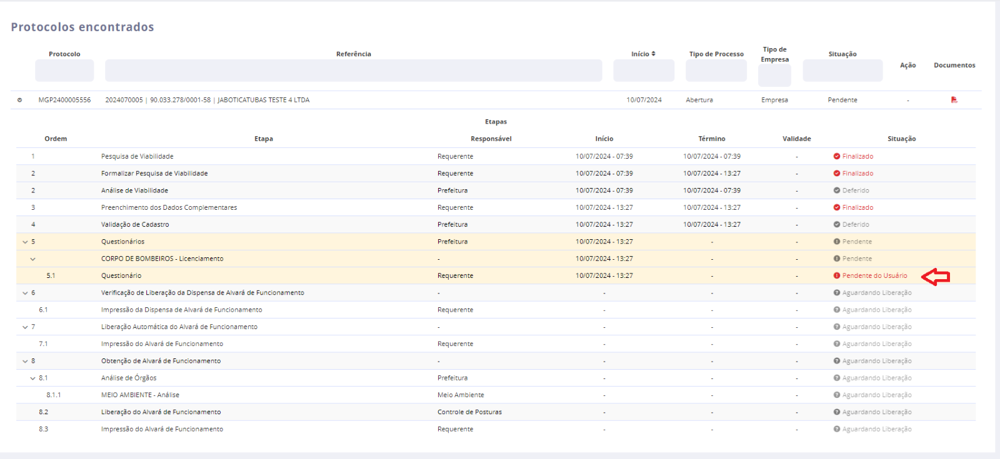 Protocolos encontrados
Protocolo Referência Início Tipo de Processo Tipo de Empresa Situação Ação Documentos
MGP2400005556 2024070005 | 90.033.278/0001-58 | JABOTICATUBAS TESTE 4 LTDA 10/07/2024 Abertura Empresa Pendente -
Etapas
Ordem Etapa Responsável Início Término Validade Situação
1 Pesquisa de Viabilidade Requerente 10/07/2024 - 07:39 10/07/2024 - 07:39 - Finalizado
2 Formalizar Pesquisa de Viabilidade Requerente 10/07/2024 - 07:39 10/07/2024 - 13:27 - Finalizado
2 Análise de Viabilidade Prefeitura 10/07/2024 - 07:39 10/07/2024 - 07:39 - Deferido
3 Preenchimento dos Dados Complementares Requerente 10/07/2024 - 13:27 10/07/2024 - 13:27 - Finalizado
4 Validação de Cadastro Prefeitura 10/07/2024 - 13:27 10/07/2024 - 13:27 - Deferido
5 Questionários Prefeitura 10/07/2024 - 13:27 - - Pendente
CORPO DE BOMBEIROS - Licenciamento - 10/07/2024 - 13:27 - - Pendente
5.1 Questionário Requerente 10/07/2024 - 13:27 - - Pendente do Usuário
6 Verificação de Liberação da Dispensa de Alvará de Funcionamento - - - - Aguardando Liberação
6.1 Impressão da Dispensa de Alvará de Funcionamento Requerente - - - Aguardando Liberação
7 Liberação Automática do Alvará de Funcionamento - - - - Aguardando Liberação
7.1 Impressão do Alvará de Funcionamento Requerente - - - Aguardando Liberação
8 Obtenção de Alvará de Funcionamento - - - - Aguardando Liberação
8.1 Análise de Órgãos Prefeitura - - - Aguardando Liberação
8.1.1 MEIO AMBIENTE - Análise Meio Ambiente - - - Aguardando Liberação
8.2 Liberação do Alvará de Funcionamento Controle de Posturas - - - Aguardando Liberação
8.3 Impressão do Alvará de Funcionamento Requerente - - - Aguardando Liberação